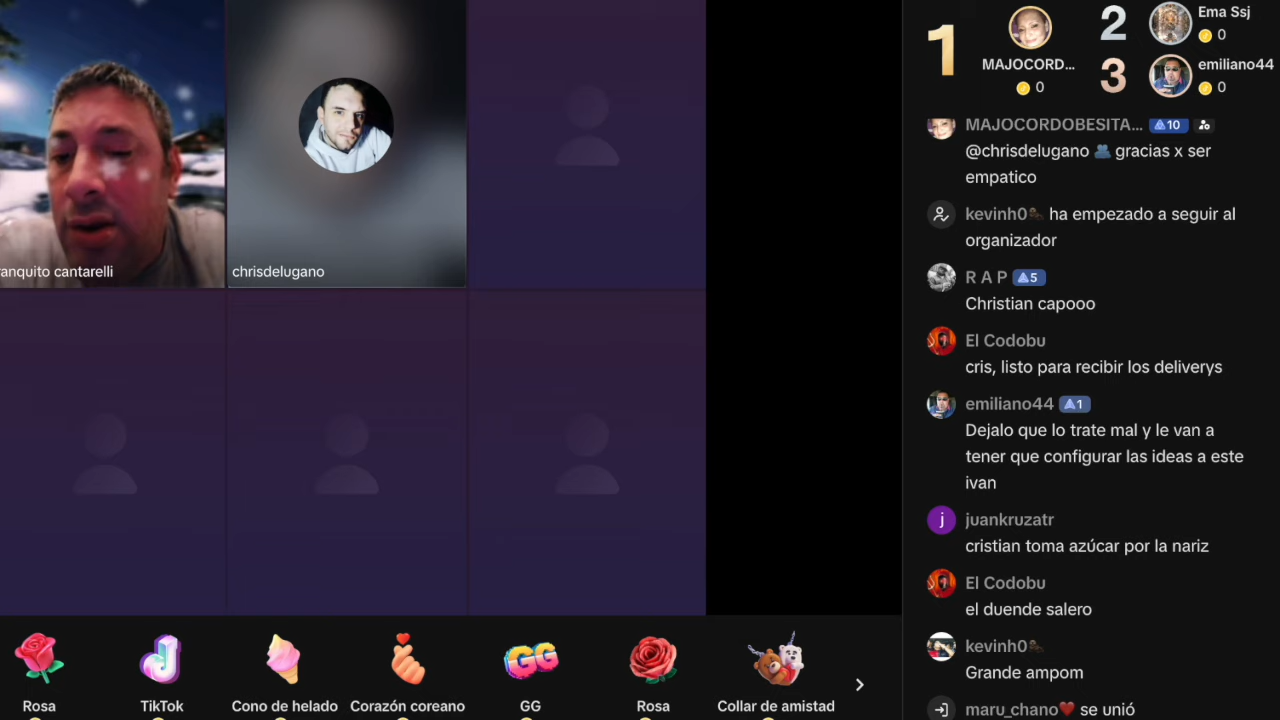 anquito cantarelli
chrisdelugano
Rosa
TikTok
Cono de helado
Corazón coreano
GG
GG
Rosa
Collar de amistad
1
MAJOCORD...
0
2
Ema Ssj
0
3
emiliano44
0
MAJOCORDOBESITA... 10
@chrisdelugano 🫂 gracias x ser
empatico
kevinh0 ha empezado a seguir al
organizador
R A P 5
Christian capooo
El Codobu
cris, listo para recibir los deliverys
emiliano44 1
Dejalo que lo trate mal y le van a
tener que configurar las ideas a este
ivan
j juankruzatr
cristian toma azúcar por la nariz
El Codobu
el duende salero
kevinh0
Grande ampom
maru_chano❤️ se unió